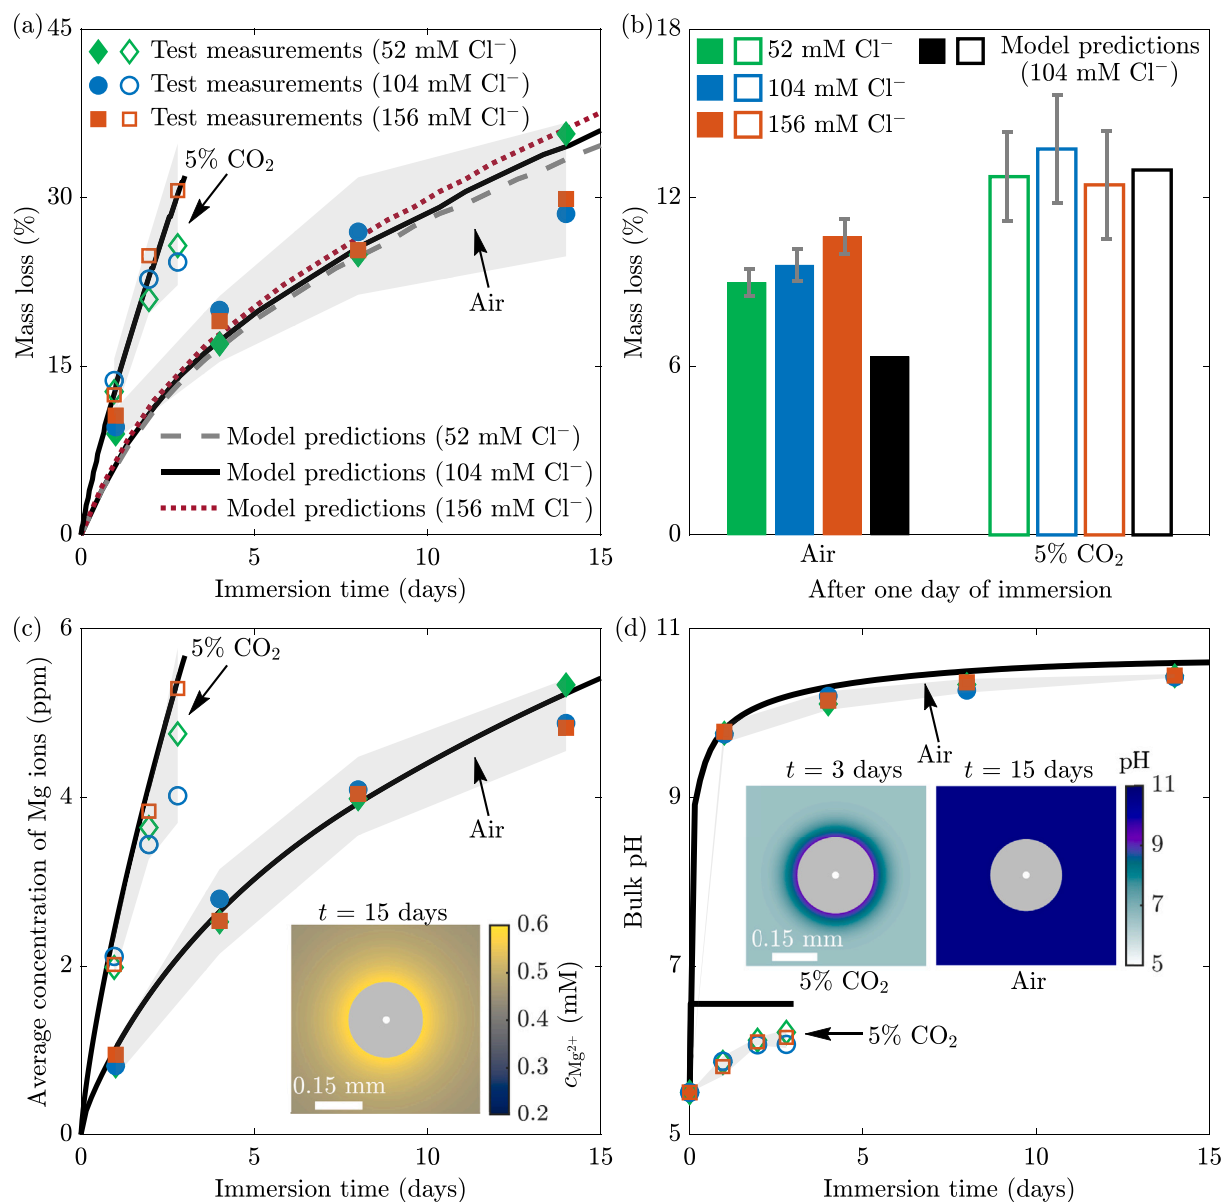 (a)
45
30
15
0
Mass loss (%)
Test measurements (52 mM Cl⁻)
Test measurements (104 mM Cl⁻)
Test measurements (156 mM Cl⁻)
5% CO₂
Air
Model predictions (52 mM Cl⁻)
Model predictions (104 mM Cl⁻)
Model predictions (156 mM Cl⁻)
0 5 10 15
Immersion time (days)
(b)
18
12
6
0
Mass loss (%)
52 mM Cl⁻
104 mM Cl⁻
156 mM Cl⁻
Model predictions
(104 mM Cl⁻)
Air 5% CO₂
After one day of immersion
(c)
6
4
2
0
Average concentration of Mg ions (ppm)
5% CO₂
Air
t = 15 days
0.15 mm
0.6
0.5
0.4
0.3
0.2
c_Mg²⁺ (mM)
0 5 10 15
Immersion time (days)
(d)
11
9
7
5
Bulk pH
Air
t = 3 days
t = 15 days
pH
11
9
7
5
0.15 mm
0.15 mm
5% CO₂
Air
5% CO₂
0 5 10 15
Immersion time (days)